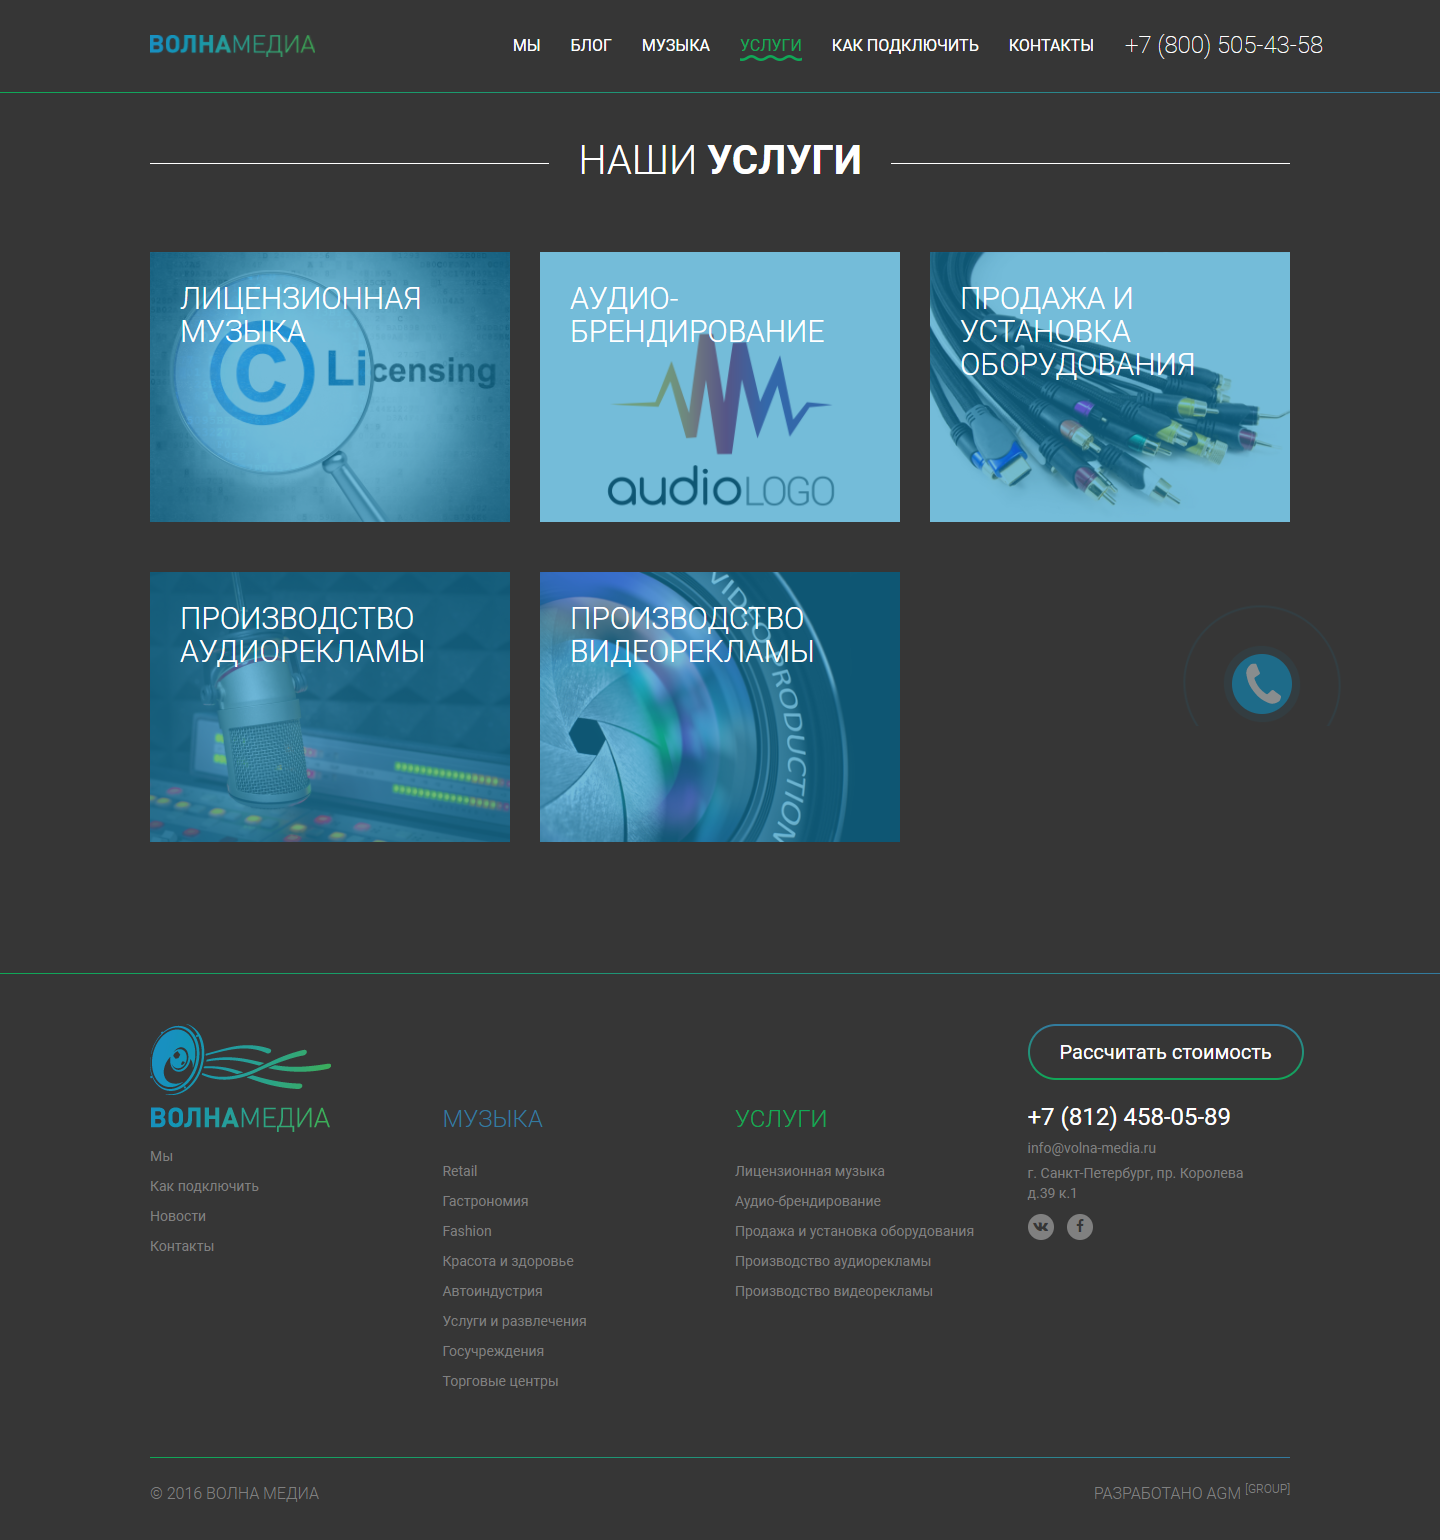 ВОЛНАМЕДИА
МЫ БЛОГ МУЗЫКА УСЛУГИ КАК ПОДКЛЮЧИТЬ КОНТАКТЫ +7 (800) 505-43-58
НАШИ УСЛУГИ
ЛИЦЕНЗИОННАЯ
МУЗЫКА
C Licensing
АУДИО-
БРЕНДИРОВАНИЕ
audioLOGO
ПРОДАЖА И
УСТАНОВКА
ОБОРУДОВАНИЯ
ПРОИЗВОДСТВО
АУДИОРЕКЛАМЫ
ПРОИЗВОДСТВО
ВИДЕОРЕКЛАМЫ
VIDEO PRODUCTION
ВОЛНАМЕДИА
Мы
Как подключить
Новости
Контакты
МУЗЫКА
Retail
Гастрономия
Fashion
Красота и здоровье
Автоиндустрия
Услуги и развлечения
Госучреждения
Торговые центры
УСЛУГИ
Лицензионная музыка
Аудио-брендирование
Продажа и установка оборудования
Производство аудиорекламы
Производство видеорекламы
Рассчитать стоимость
+7 (812) 458-05-89
info@volna-media.ru
г. Санкт-Петербург, пр. Королева
д.39 к.1
© 2016 ВОЛНА МЕДИА
РАЗРАБОТАНО AGM [GROUP]